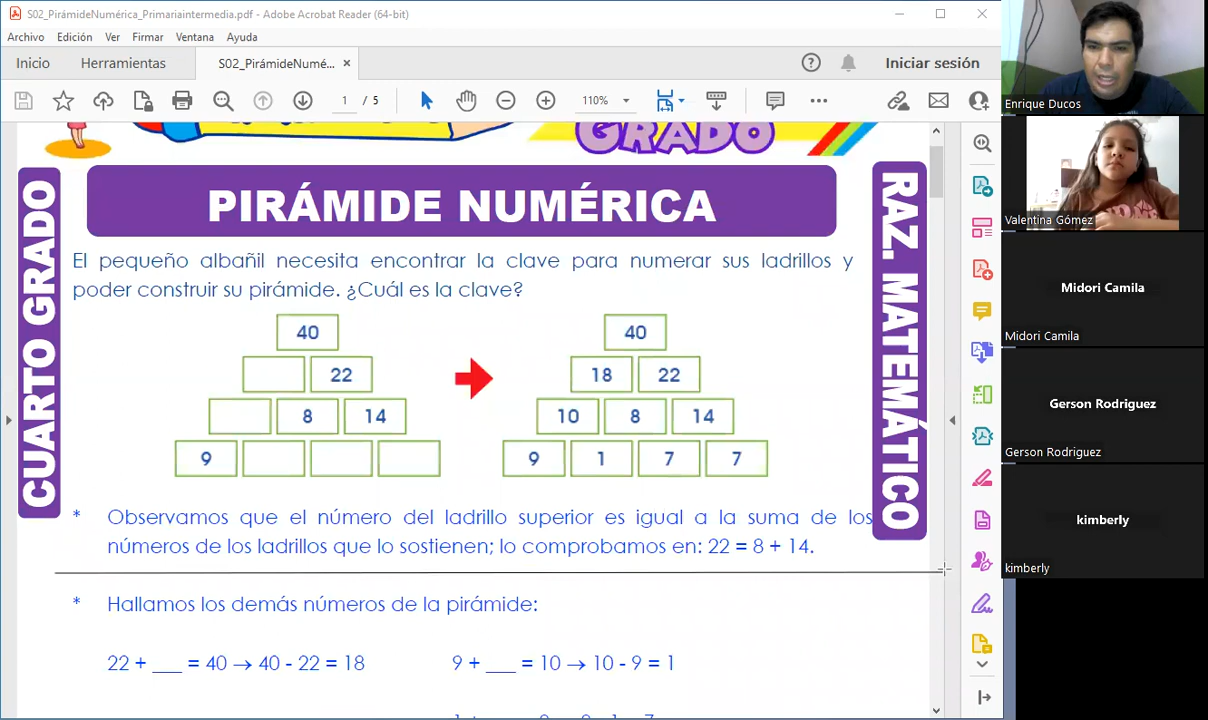 S02_PirámideNumérica_Primariaintermedia.pdf - Adobe Acrobat Reader (64-bit)
Archivo Edición Ver Firmar Ventana Ayuda
Inicio Herramientas S02_PirámideNumé... × Iniciar sesión
1 / 5 110%
GRADO
CUARTO GRADO
PIRÁMIDE NUMÉRICA
RAZ. MATEMÁTICO
El pequeño albañil necesita encontrar la clave para numerar sus ladrillos y
poder construir su pirámide. ¿Cuál es la clave?
40 40
22 18 22
8 14 10 8 14
9 9 1 7 7
* Observamos que el número del ladrillo superior es igual a la suma de los
números de los ladrillos que lo sostienen; lo comprobamos en: 22 = 8 + 14.
* Hallamos los demás números de la pirámide:
22 + ___ = 40 → 40 - 22 = 18 9 + ___ = 10 → 10 - 9 = 1
Enrique Ducos
Valentina Gómez
Midori Camila
Midori Camila
Gerson Rodriguez
Gerson Rodriguez
kimberly
kimberly